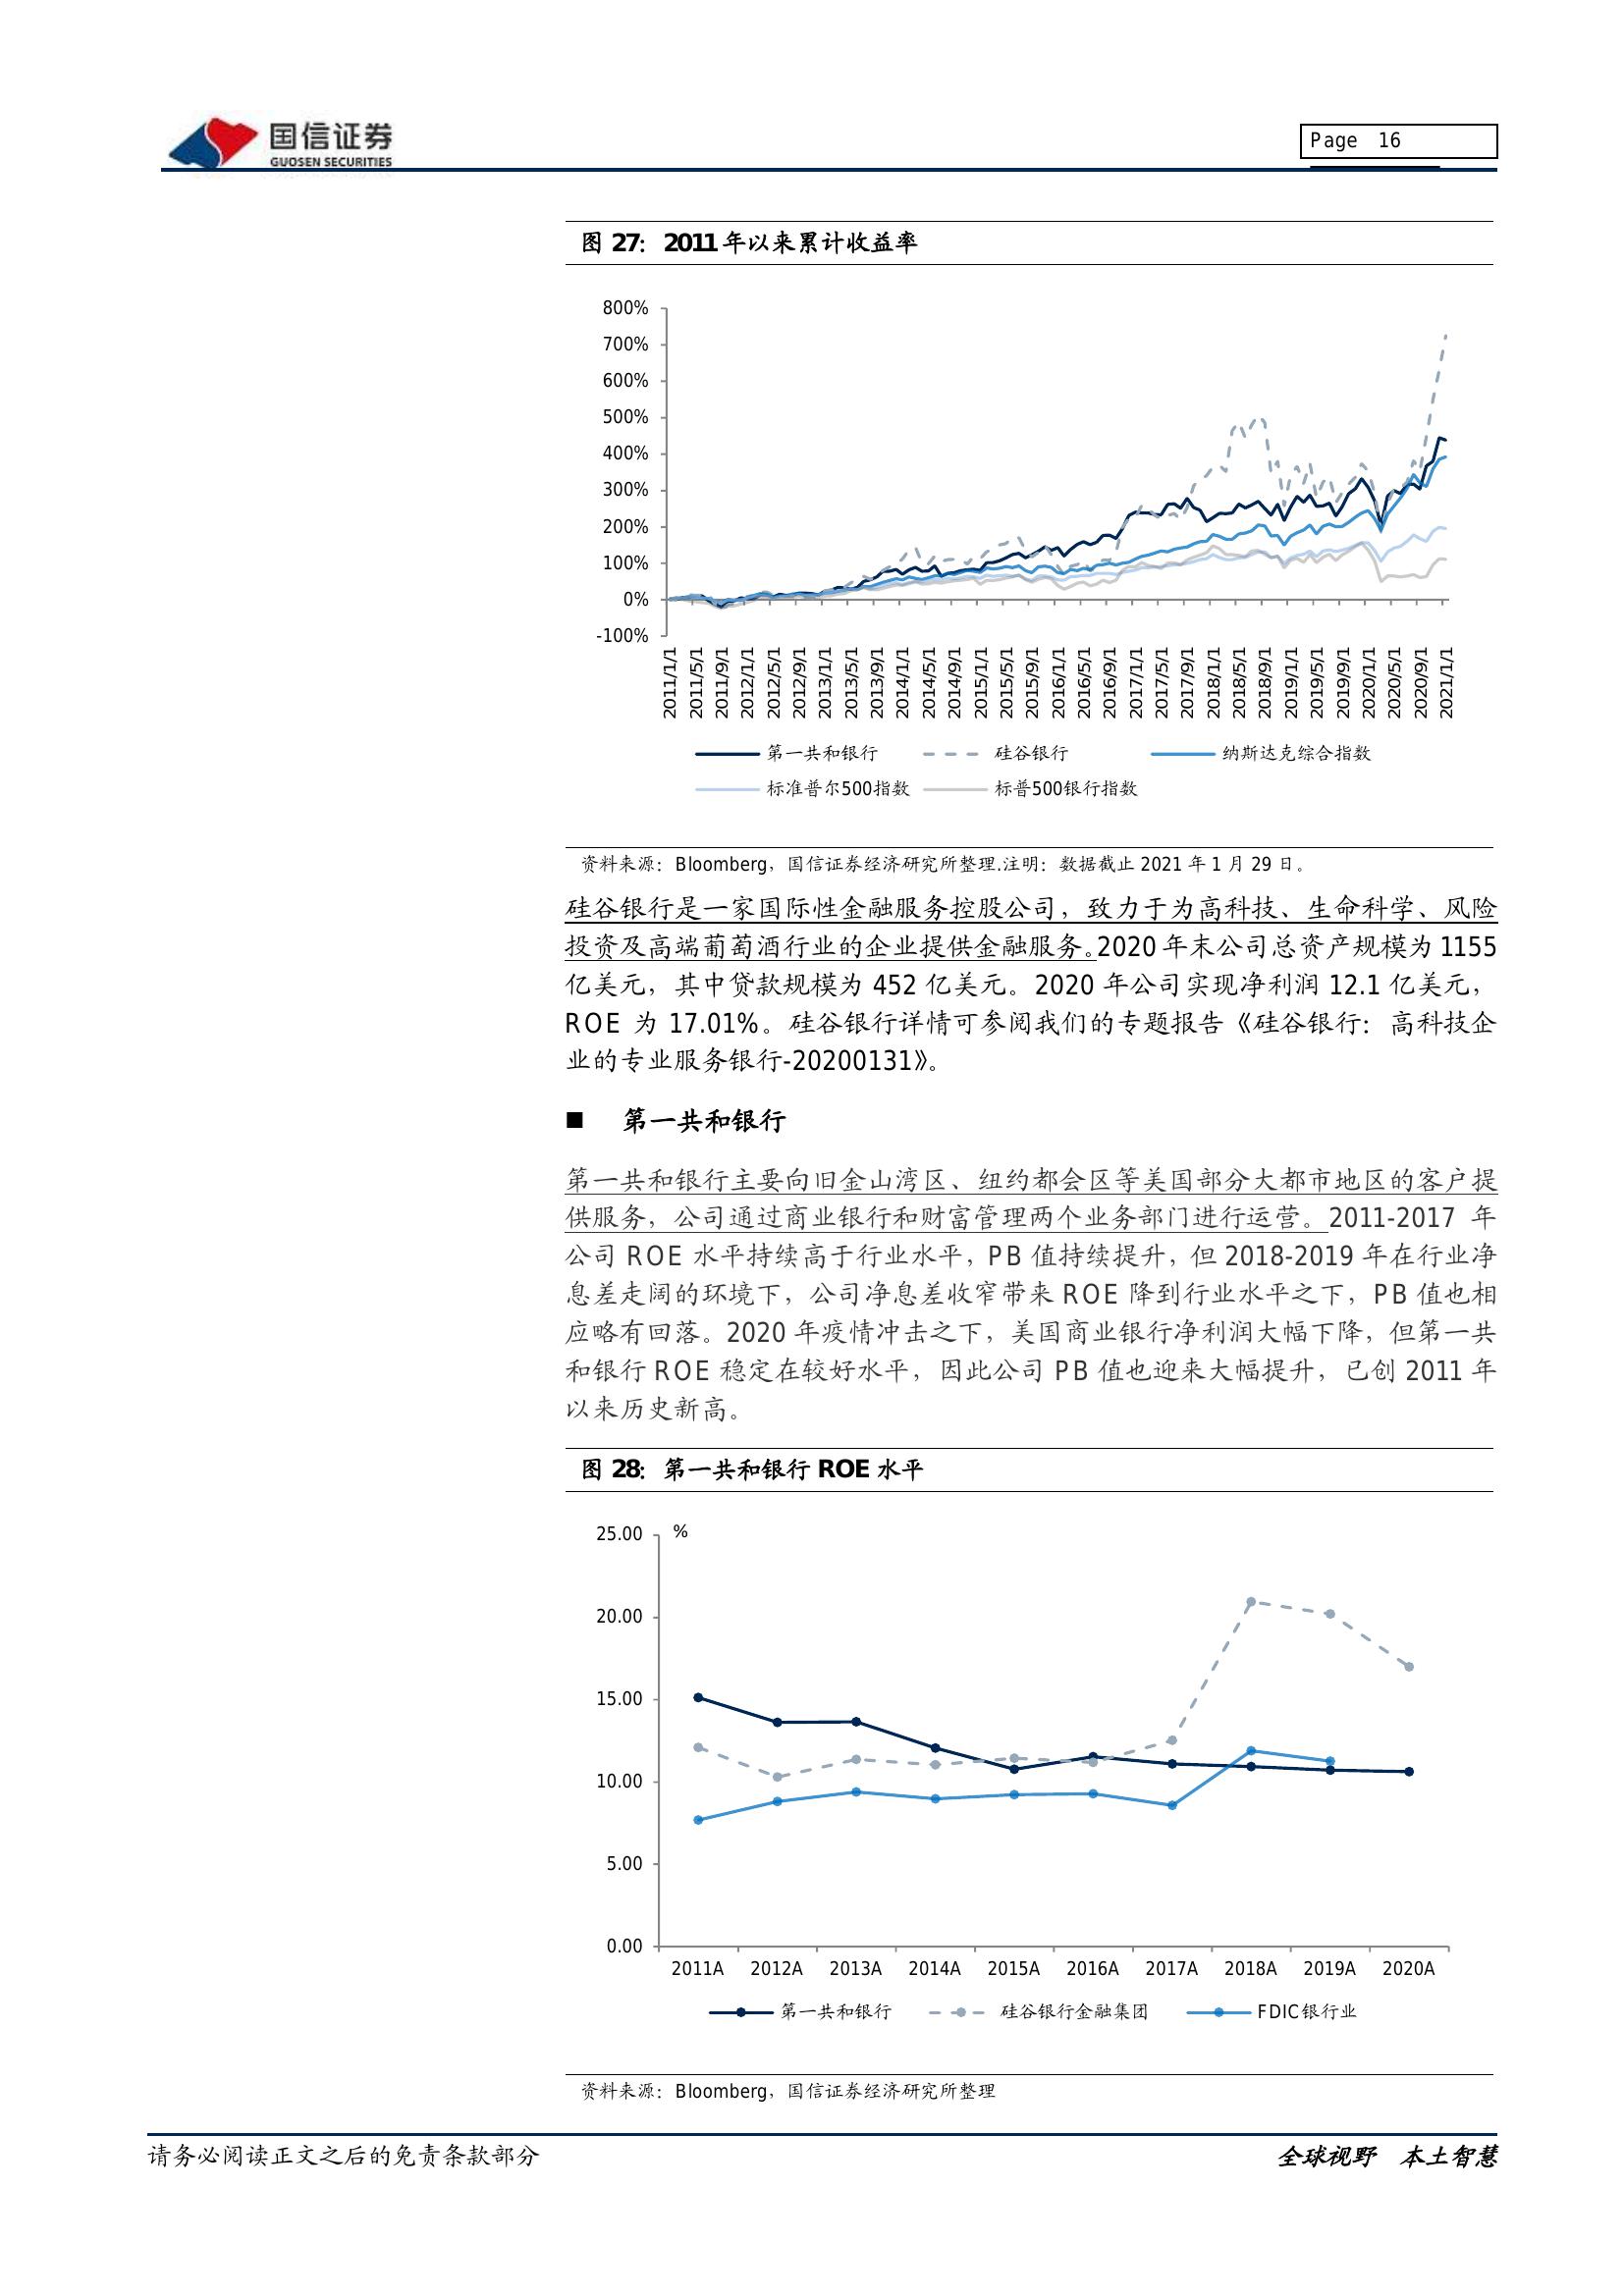 国信证券
GUOSEN SECURITIES
Page 16
图 27：2011 年以来累计收益率
800%
700%
600%
500%
400%
300%
200%
100%
0%
-100%
2011/1/1
2011/5/1
2011/9/1
2012/1/1
2012/5/1
2012/9/1
2013/1/1
2013/5/1
2013/9/1
2014/1/1
2014/5/1
2014/9/1
2015/1/1
2015/5/1
2015/9/1
2016/1/1
2016/5/1
2016/9/1
2017/1/1
2017/5/1
2017/9/1
2018/1/1
2018/5/1
2018/9/1
2019/1/1
2019/5/1
2019/9/1
2020/1/1
2020/5/1
2020/9/1
2021/1/1
第一共和银行 硅谷银行 纳斯达克综合指数
标准普尔500指数 标普500银行指数
资料来源：Bloomberg，国信证券经济研究所整理.注明：数据截止 2021 年 1 月 29 日。
硅谷银行是一家国际性金融服务控股公司，致力于为高科技、生命科学、风险
投资及高端葡萄酒行业的企业提供金融服务。2020 年末公司总资产规模为 1155
亿美元，其中贷款规模为 452 亿美元。2020 年公司实现净利润 12.1 亿美元，
ROE 为 17.01%。硅谷银行详情可参阅我们的专题报告《硅谷银行：高科技企
业的专业服务银行-20200131》。
■ 第一共和银行
第一共和银行主要向旧金山湾区、纽约都会区等美国部分大都市地区的客户提
供服务，公司通过商业银行和财富管理两个业务部门进行运营。2011-2017 年
公司 ROE 水平持续高于行业水平，PB 值持续提升，但 2018-2019 年在行业净
息差走阔的环境下，公司净息差收窄带来 ROE 降到行业水平之下，PB 值也相
应略有回落。2020 年疫情冲击之下，美国商业银行净利润大幅下降，但第一共
和银行 ROE 稳定在较好水平，因此公司 PB 值也迎来大幅提升，已创 2011 年
以来历史新高。
图 28：第一共和银行 ROE 水平
%
25.00
20.00
15.00
10.00
5.00
0.00
2011A 2012A 2013A 2014A 2015A 2016A 2017A 2018A 2019A 2020A
第一共和银行 硅谷银行金融集团 FDIC银行业
资料来源：Bloomberg，国信证券经济研究所整理
请务必阅读正文之后的免责条款部分 全球视野 本土智慧